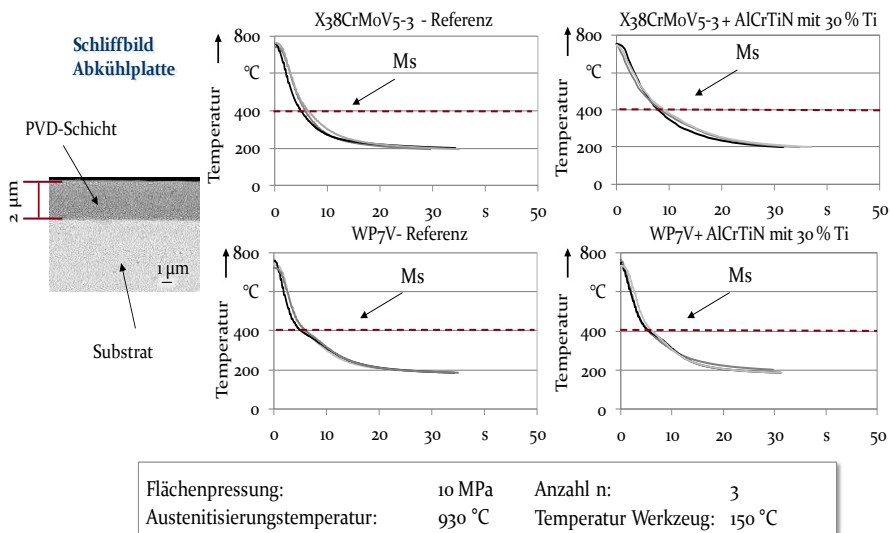 Schliffbild
Abkühlplatte
PVD-Schicht
2 µm
1 µm
Substrat
X38CrMoV5-3 - Referenz
Temperatur
°C
800
400
200
0
Ms
0 10 20 30 s 50
X38CrMoV5-3 + AlCrTiN mit 30 % Ti
Temperatur
°C
800
400
200
0
Ms
0 10 20 30 s 50
WP7V- Referenz
Temperatur
°C
800
400
200
0
Ms
0 10 20 30 s 50
WP7V+ AlCrTiN mit 30 % Ti
Temperatur
°C
800
400
200
0
Ms
0 10 20 30 s 50
Flächenpressung: 10 MPa Anzahl n: 3
Austenitisierungstemperatur: 930 °C Temperatur Werkzeug: 150 °C